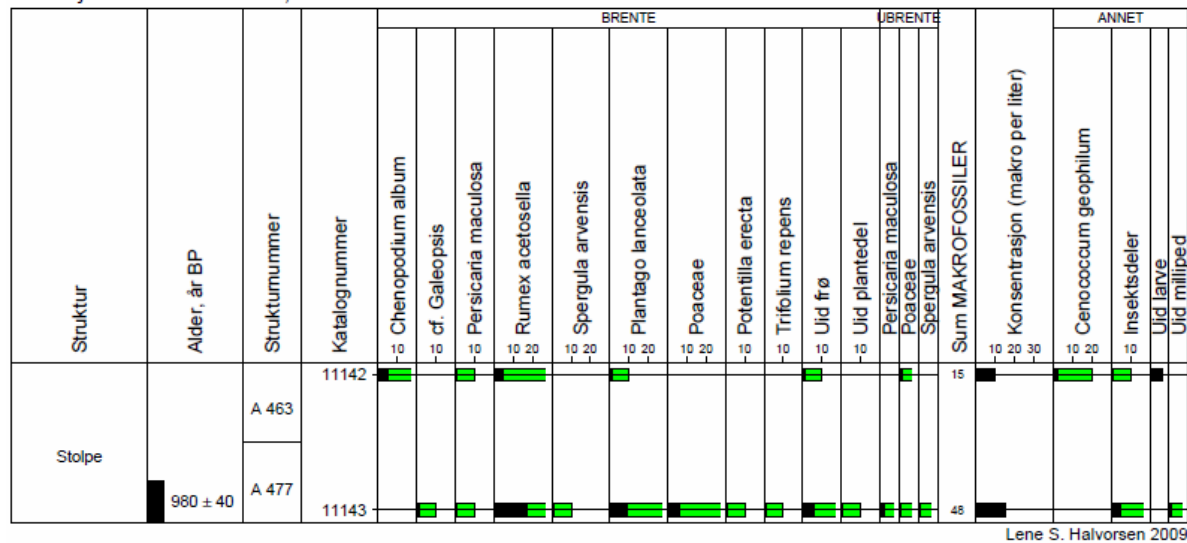 BRENTE UBRENTE ANNET
Struktur
Alder, år BP
Strukturnummer
Katalognummer
Chenopodium album
cf. Galeopsis
Persicaria maculosa
Rumex acetosella
Spergula arvensis
Plantago lanceolata
Poaceae
Potentilla erecta
Trifolium repens
Uid frø
Uid plantedel
Persicaria maculosa
Poaceae
Spergula arvensis
Sum MAKROFOSSILER
Konsentrasjon (makro per liter)
Cenococcum geophilum
Insektsdeler
Uid larve
Uid milliped
10 10 10 10 20 10 20 10 20 10 20 10 10 10 10 10 20 30 10 20 10
11142 15
A 463
Stolpe
980 ± 40 A 477
11143 48
Lene S. Halvorsen 2009